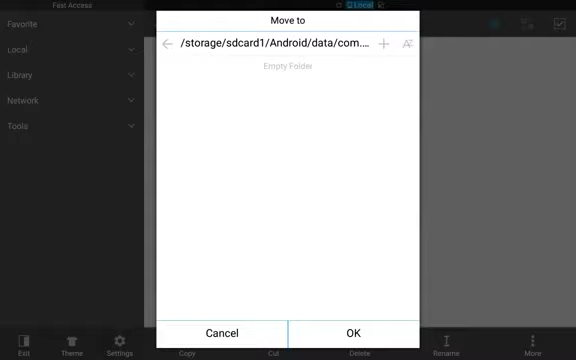 Fast Access
Local
Move to
Favorite
/storage/sdcard1/Android/data/com....
Local
Empty Folder
Library
Network
Tools
Cancel
OK
Exit
Theme
Settings
Copy
Cut
Delete
Rename
More